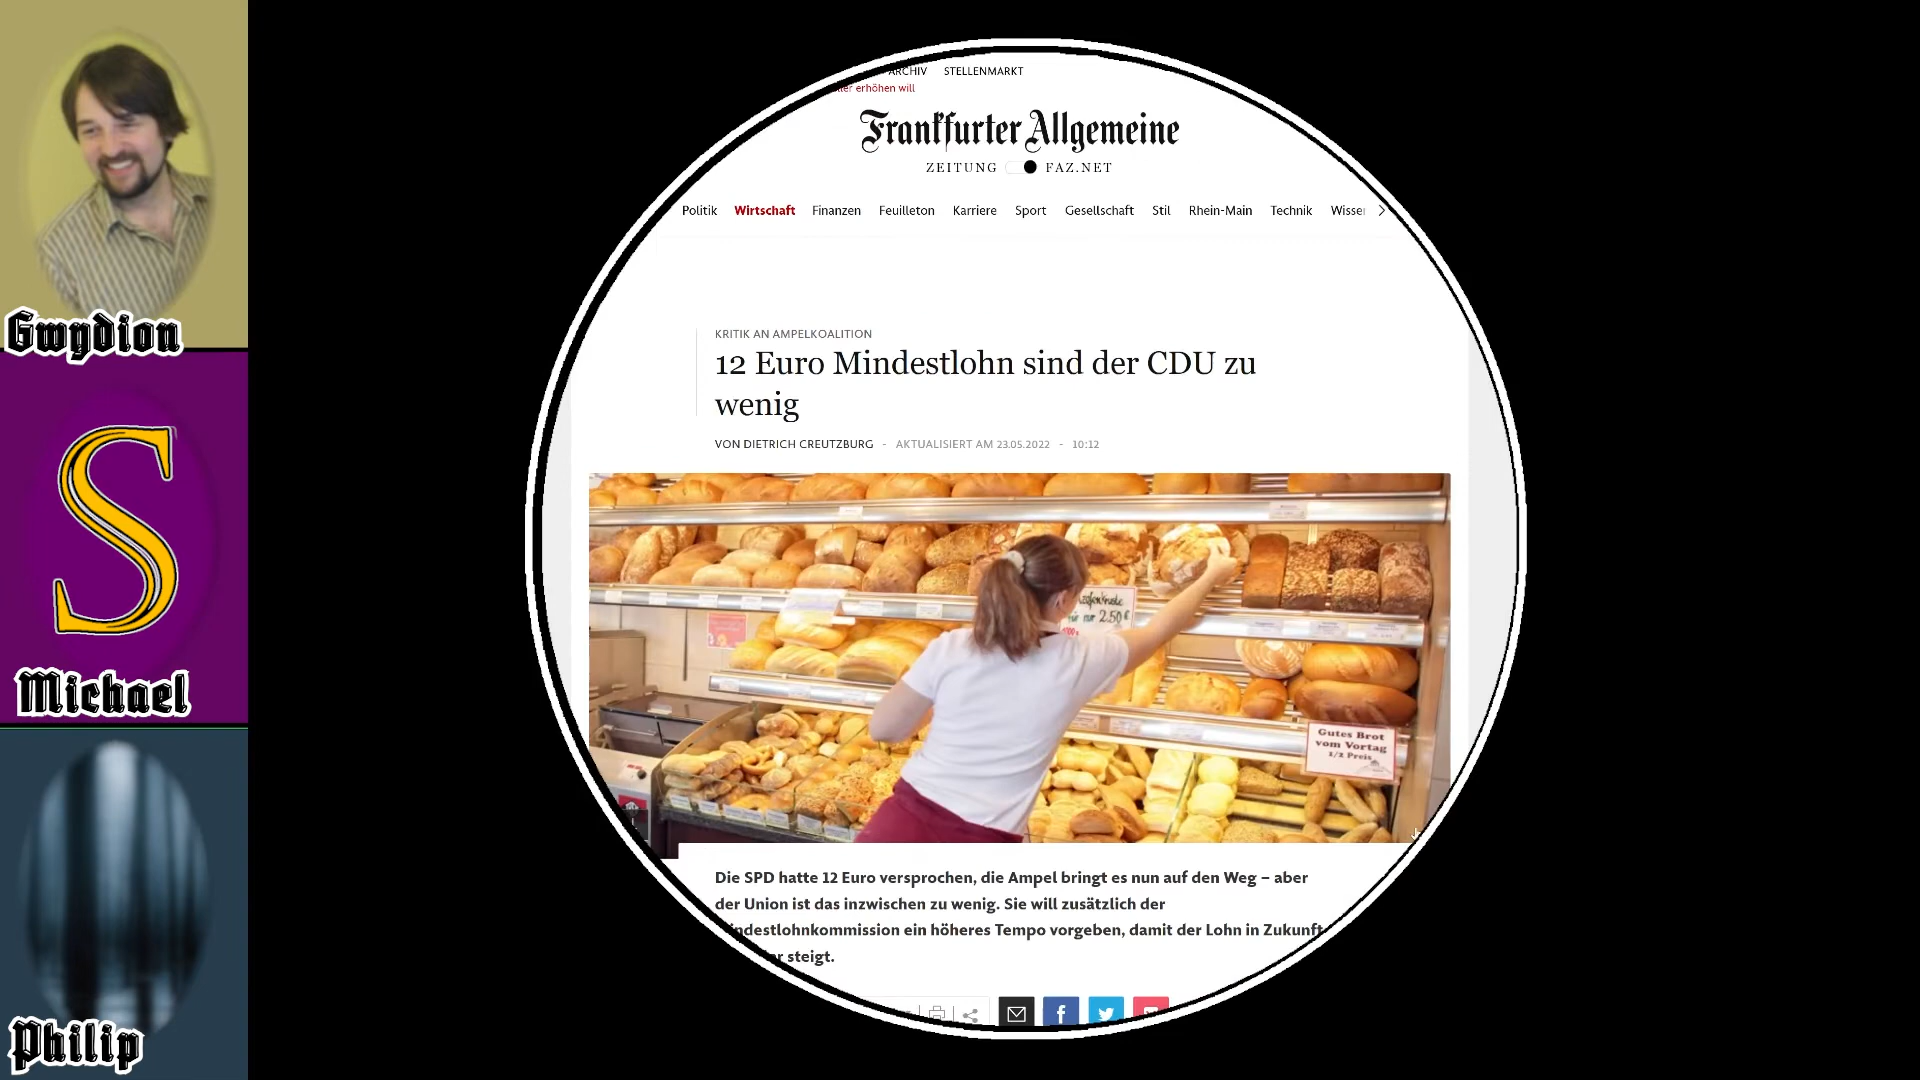 ARCHIV STELLENMARKT
erhöhen will
Frankfurter Allgemeine
ZEITUNG FAZ.NET
Politik Wirtschaft Finanzen Feuilleton Karriere Sport Gesellschaft Stil Rhein-Main Technik
KRITIK AN AMPELKOALITION
12 Euro Mindestlohn sind der CDU zu
wenig
VON DIETRICH CREUTZBURG - AKTUALISIERT AM 23.05.2022 - 10:12
nur 2.50 €
Gutes Brot
vom Vortag
1/2 Preis
Die SPD hatte 12 Euro versprochen, die Ampel bringt es nun auf den Weg – aber
der Union ist das inzwischen zu wenig. Sie will zusätzlich der
indestlohnkommission ein höheres Tempo vorgeben, damit der Lohn in Zukunft
steigt.
Gwydion
S
Michael
Philip